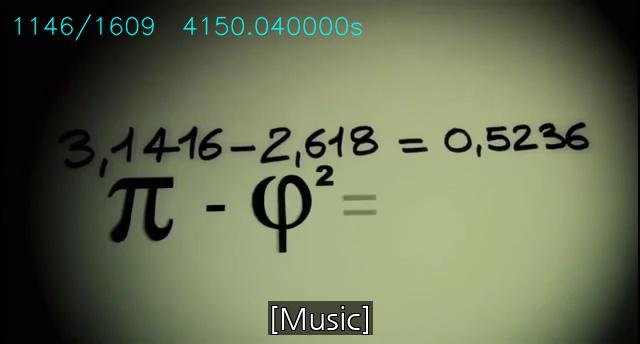 1146/1609 4150.040000s
3,1416-2,618 = 0,5236
π - φ² =
[Music]